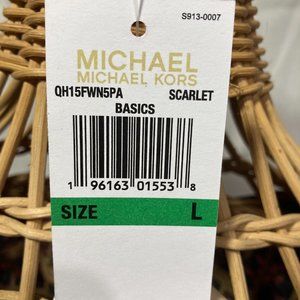 S913-0007
MICHAEL
MICHAEL KORS
QH15FWN5PA SCARLET
BASICS
1 96163 01553 8
SIZE L